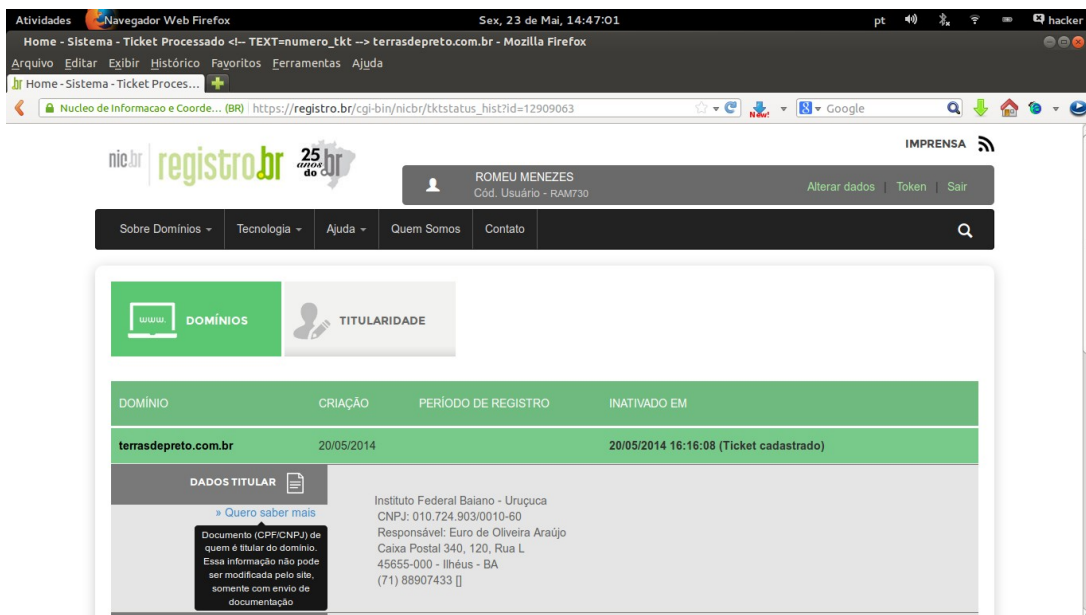 Atividades Navegador Web Firefox Sex, 23 de Mai, 14:47:01 pt hacker
Home - Sistema - Ticket Processado <!-- TEXT=numero_tkt --> terrasdepreto.com.br - Mozilla Firefox
Arquivo Editar Exibir Histórico Favoritos Ferramentas Ajuda
Home - Sistema - Ticket Proces...
Nucleo de Informacao e Coorde... (BR) https://registro.br/cgi-bin/nicbr/tktstatus_hist?id=12909063 New! Google
IMPRENSA
nic.br registro.br 25 anos do .br
ROMEU MENEZES
Cód. Usuário - RAM730
Alterar dados | Token | Sair
Sobre Domínios Tecnologia Ajuda Quem Somos Contato
www. DOMÍNIOS TITULARIDADE
DOMÍNIO CRIAÇÃO PERÍODO DE REGISTRO INATIVADO EM
terrasdepreto.com.br 20/05/2014 20/05/2014 16:16:08 (Ticket cadastrado)
DADOS TITULAR
» Quero saber mais
Documento (CPF/CNPJ) de
quem é titular do domínio.
Essa informação não pode
ser modificada pelo site,
somente com envio de
documentação
Instituto Federal Baiano - Uruçuca
CNPJ: 010.724.903/0010-60
Responsável: Euro de Oliveira Araújo
Caixa Postal 340, 120, Rua L
45655-000 - Ilhéus - BA
(71) 88907433 []